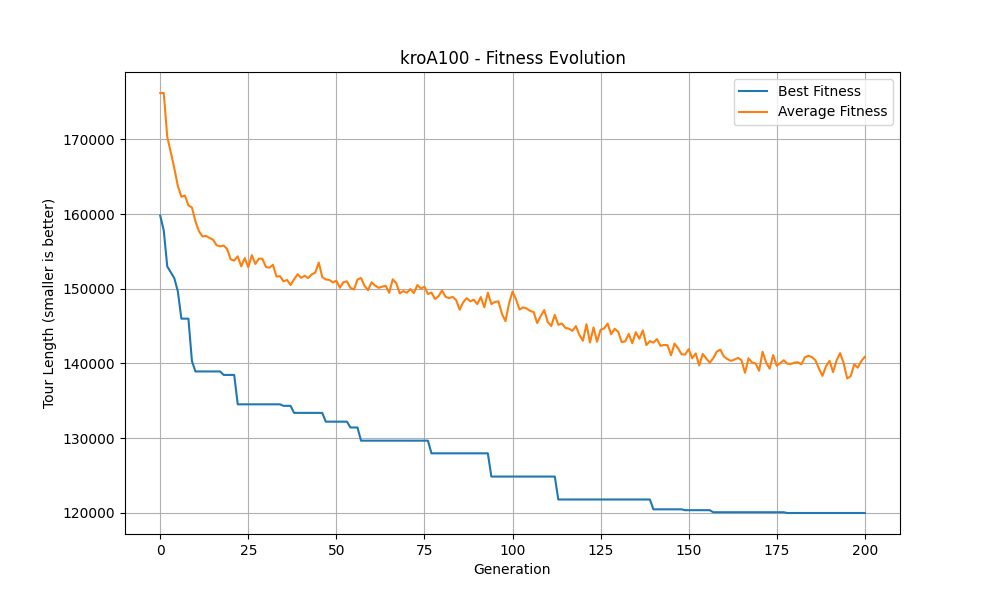 kroA100 - Fitness Evolution
Best Fitness
Average Fitness
Tour Length (smaller is better)
170000
160000
150000
140000
130000
120000
0 25 50 75 100 125 150 175 200
Generation